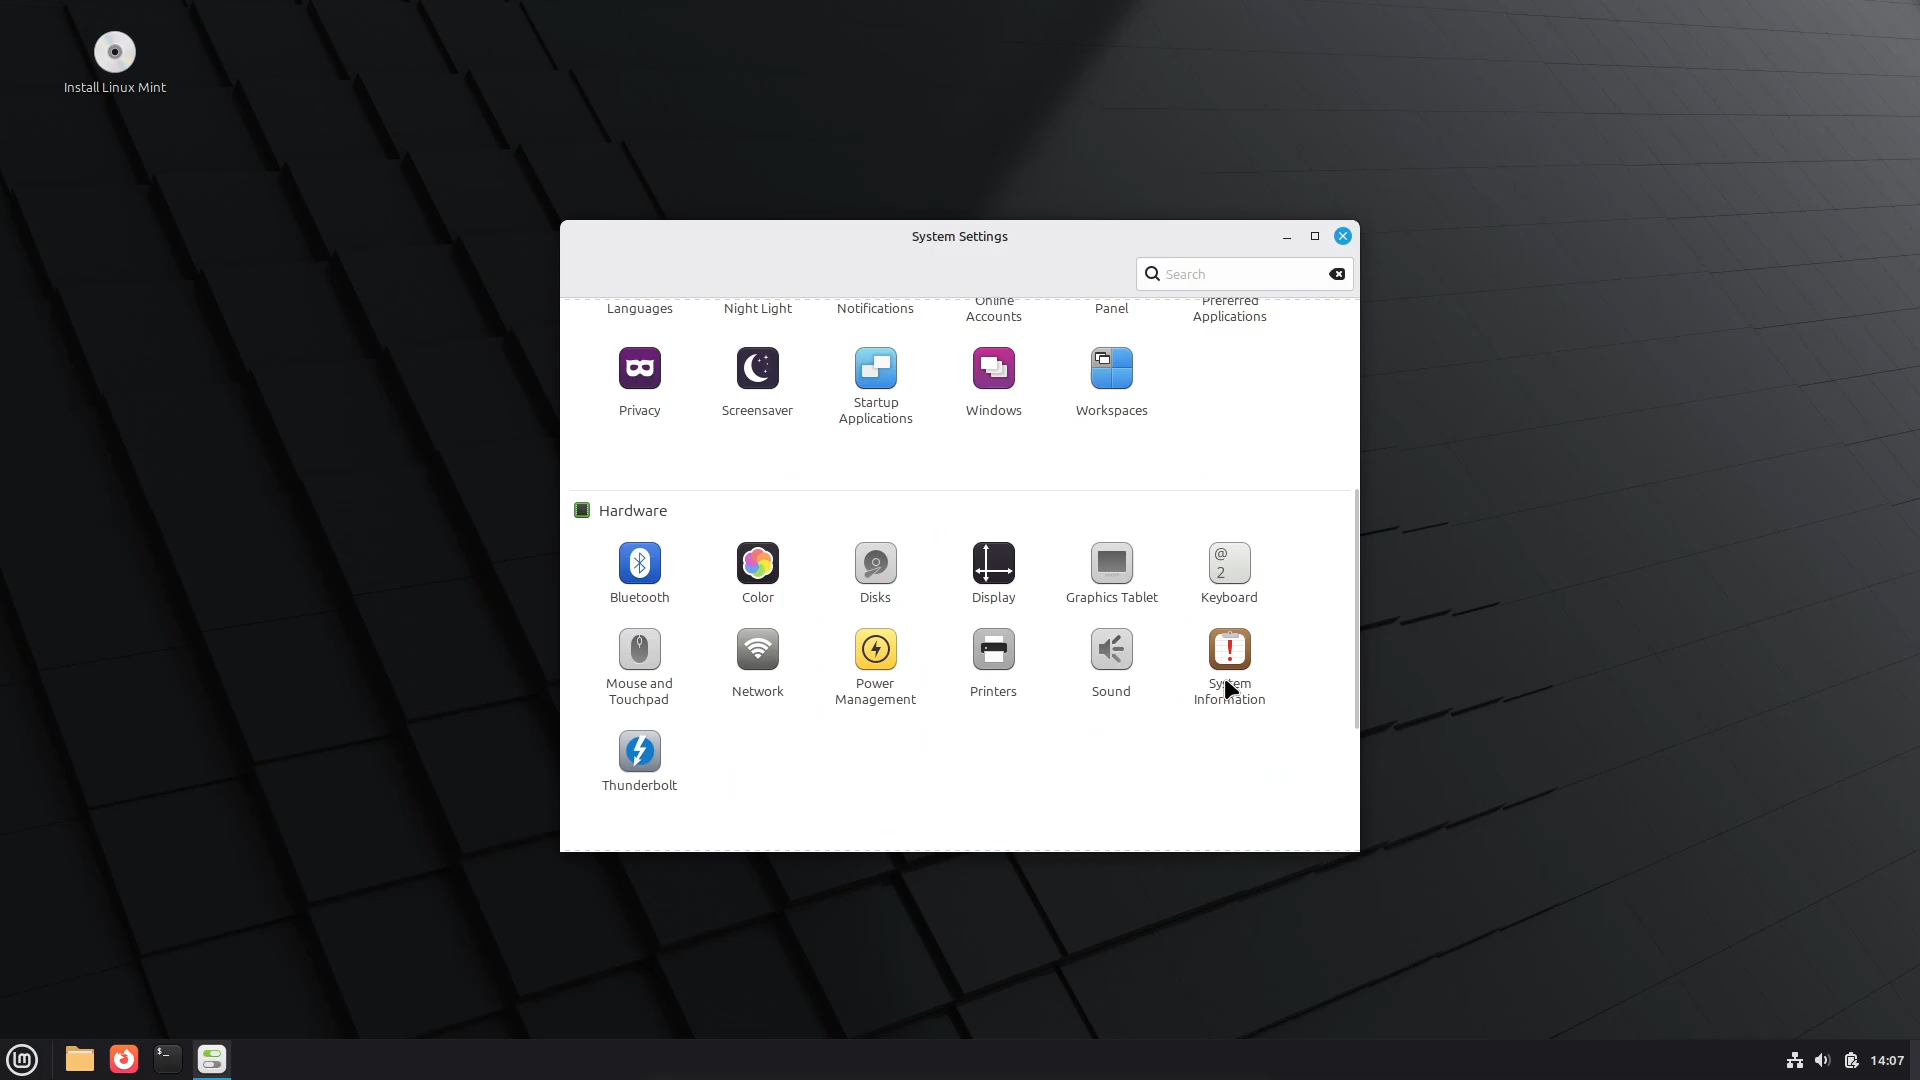 Install Linux Mint
System Settings
Search
Languages
Night Light
Notifications
Online
Accounts
Panel
Preferred
Applications
Privacy
Screensaver
Startup
Applications
Windows
Workspaces
Hardware
@
2
Bluetooth
Color
Disks
Display
Graphics Tablet
Keyboard
Mouse and
Touchpad
Network
Power
Management
Printers
Sound
System
Information
Thunderbolt
$_
14:07